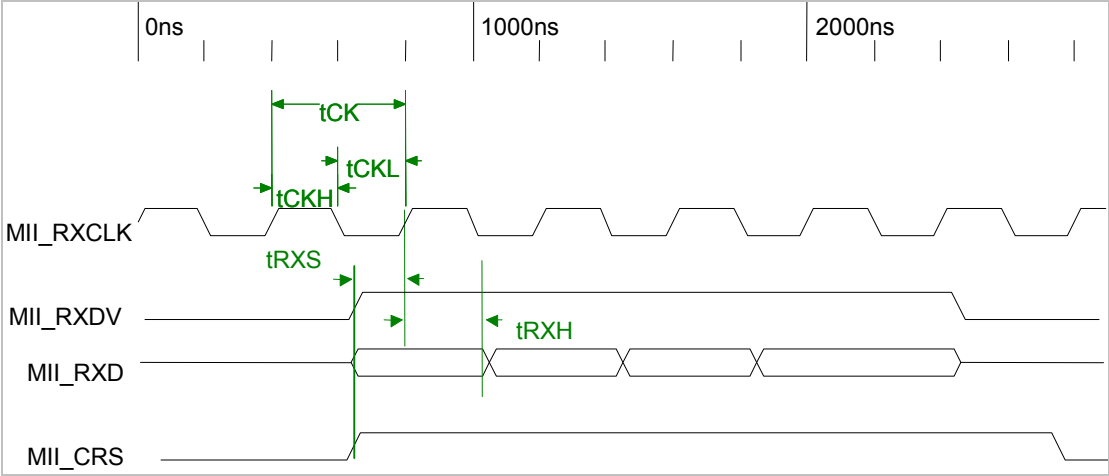 0ns 1000ns 2000ns
tCK
tCKL
tCKH
MII_RXCLK
tRXS
MII_RXDV
tRXH
MII_RXD
MII_CRS